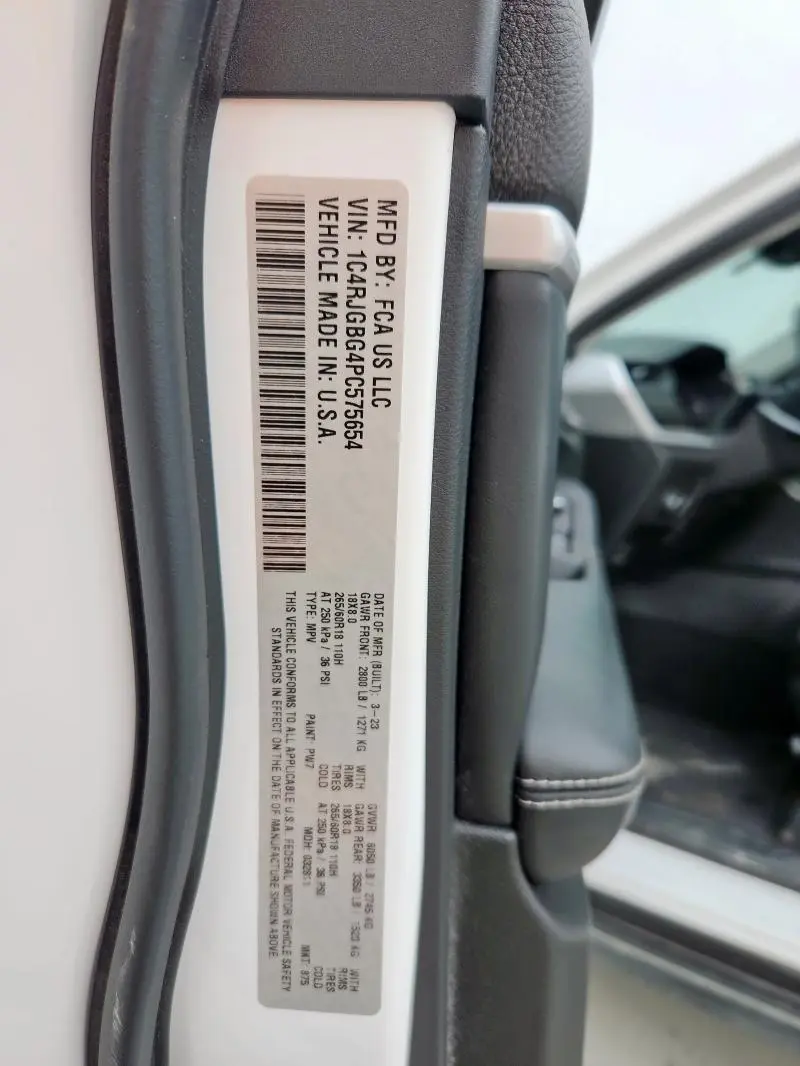 MFD BY: FCA US LLC
VIN: 1C4RJGBG4PC575654
VEHICLE MADE IN: U.S.A.
DATE OF MFR (BUILT): 3-23 GVWR 6050 LB / 2745 KG
GAWR FRONT: 2800 LB / 1271 KG WITH GAWR REAR: 3350 LB / 1520 KG WITH
18X8.0 RIMS 18X8.0 RIMS
265/60R18 110H TIRES 265/60R18 110H TIRES
AT 250 kPa / 36 PSI COLD AT 250 kPa / 36 PSI COLD
TYPE: MPV PAINT: PW7 MDH: MKT: 975
THIS VEHICLE CONFORMS TO ALL APPLICABLE U.S.A. FEDERAL MOTOR VEHICLE SAFETY
STANDARDS IN EFFECT ON THE DATE OF MANUFACTURE SHOWN ABOVE.